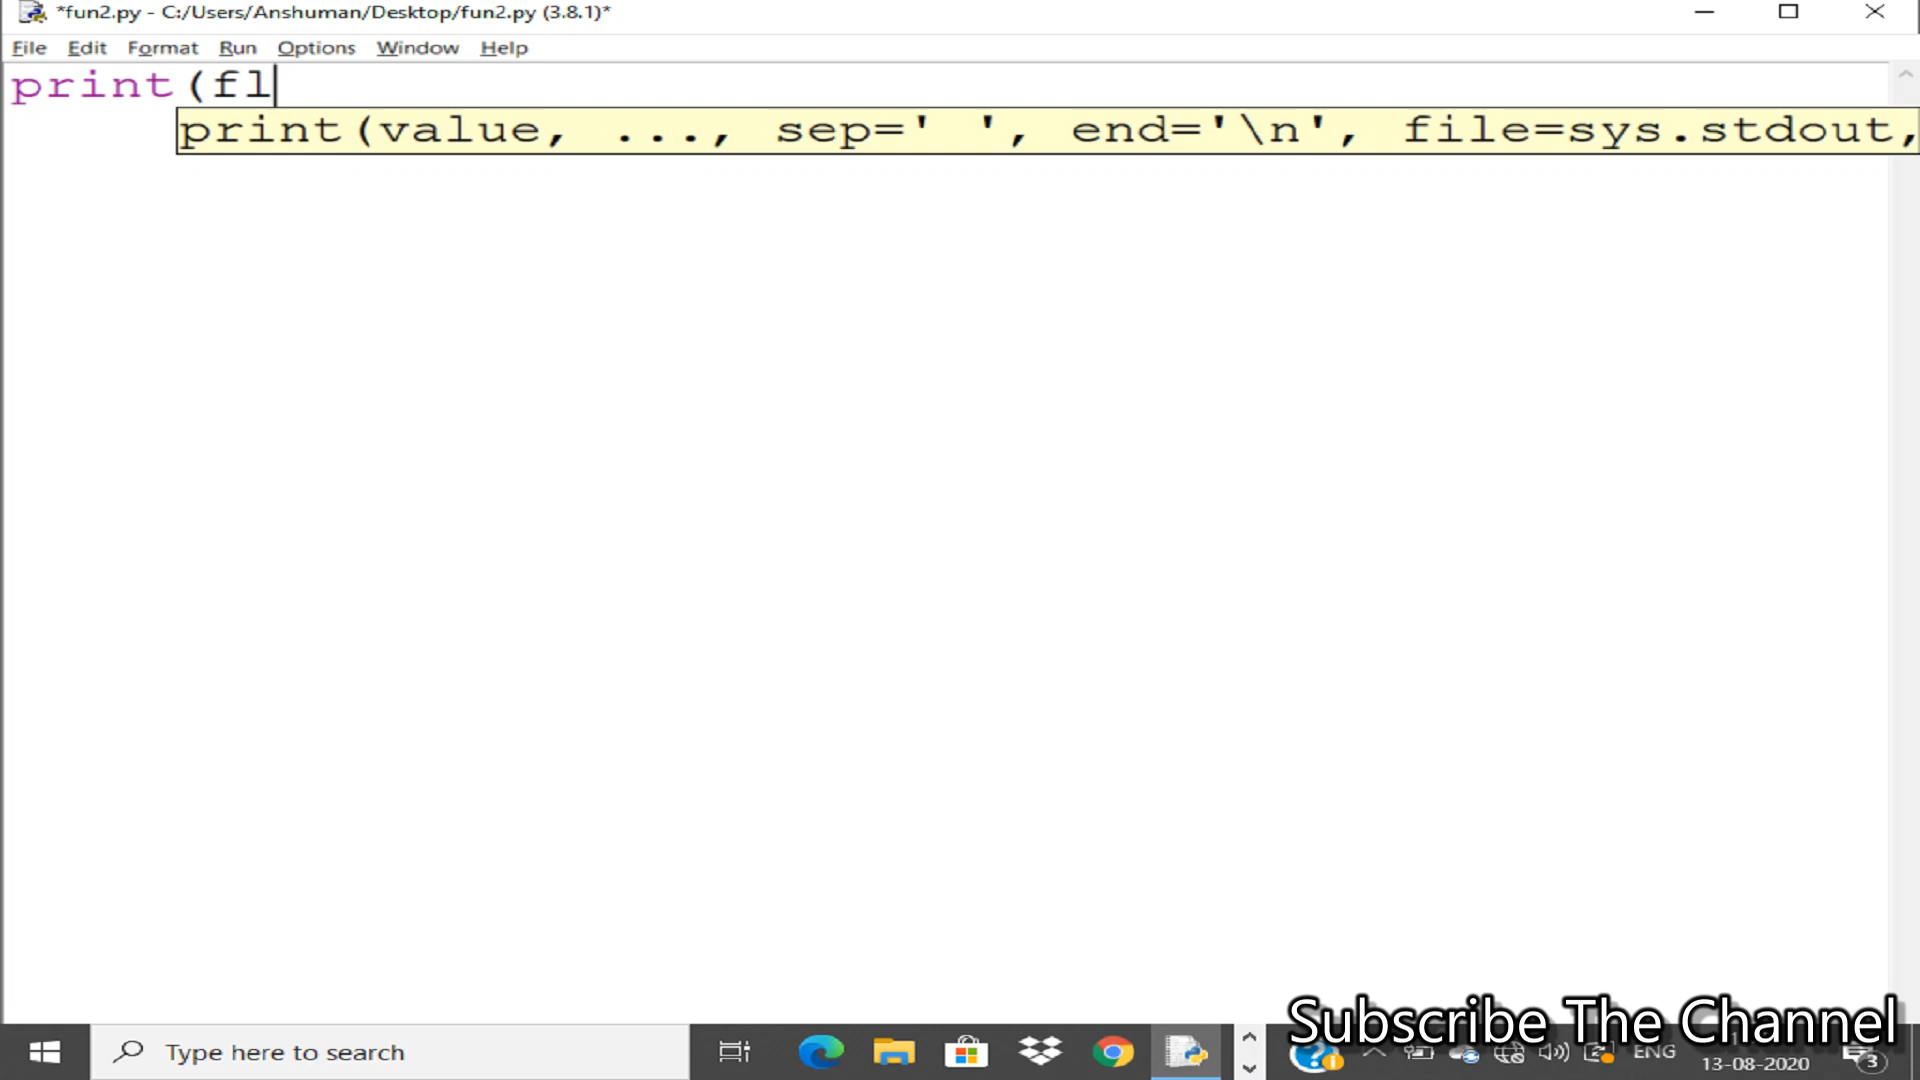 *fun2.py - C:/Users/Anshuman/Desktop/fun2.py (3.8.1)*
File Edit Format Run Options Window Help
print(fl
print(value, ..., sep=' ', end='\n', file=sys.stdout,
Subscribe The Channel
Type here to search
ENG
13-08-2020
3